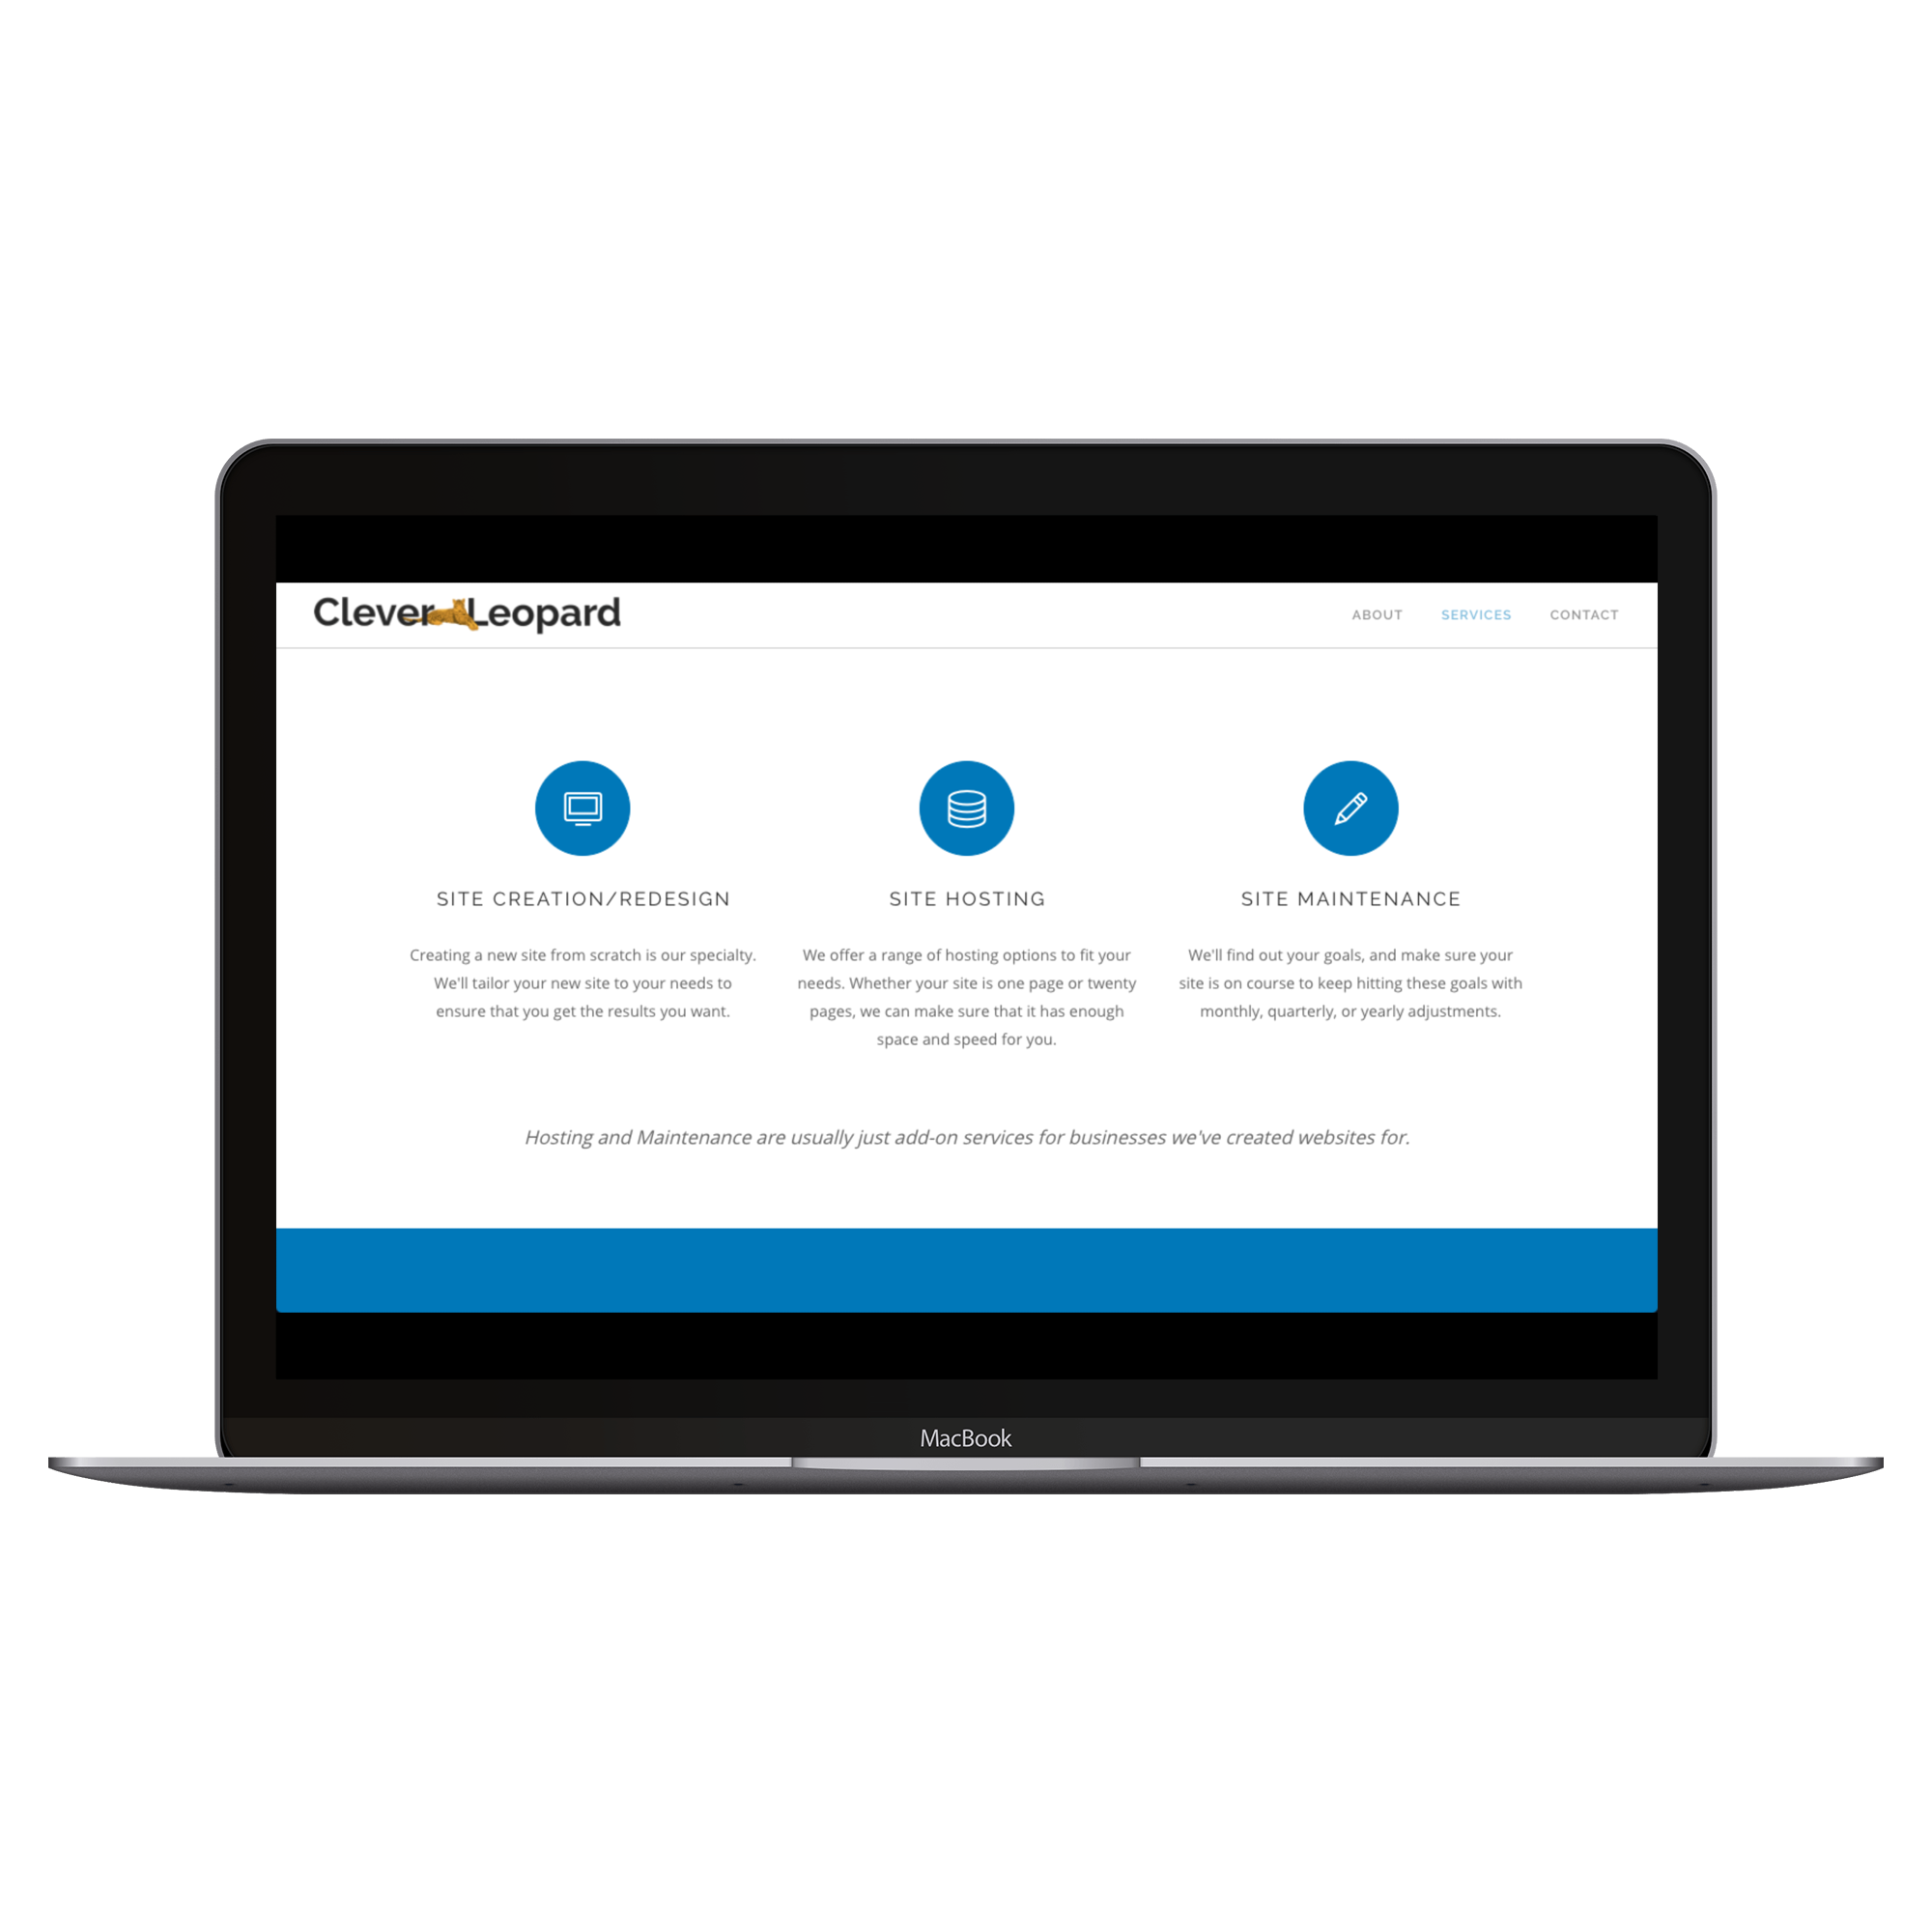 Clever Leopard
ABOUT SERVICES CONTACT
SITE CREATION/REDESIGN
Creating a new site from scratch is our specialty.
We'll tailor your new site to your needs to
ensure that you get the results you want.
SITE HOSTING
We offer a range of hosting options to fit your
needs. Whether your site is one page or twenty
pages, we can make sure that it has enough
space and speed for you.
SITE MAINTENANCE
We'll find out your goals, and make sure your
site is on course to keep hitting these goals with
monthly, quarterly, or yearly adjustments.
Hosting and Maintenance are usually just add-on services for businesses we've created websites for.
MacBook